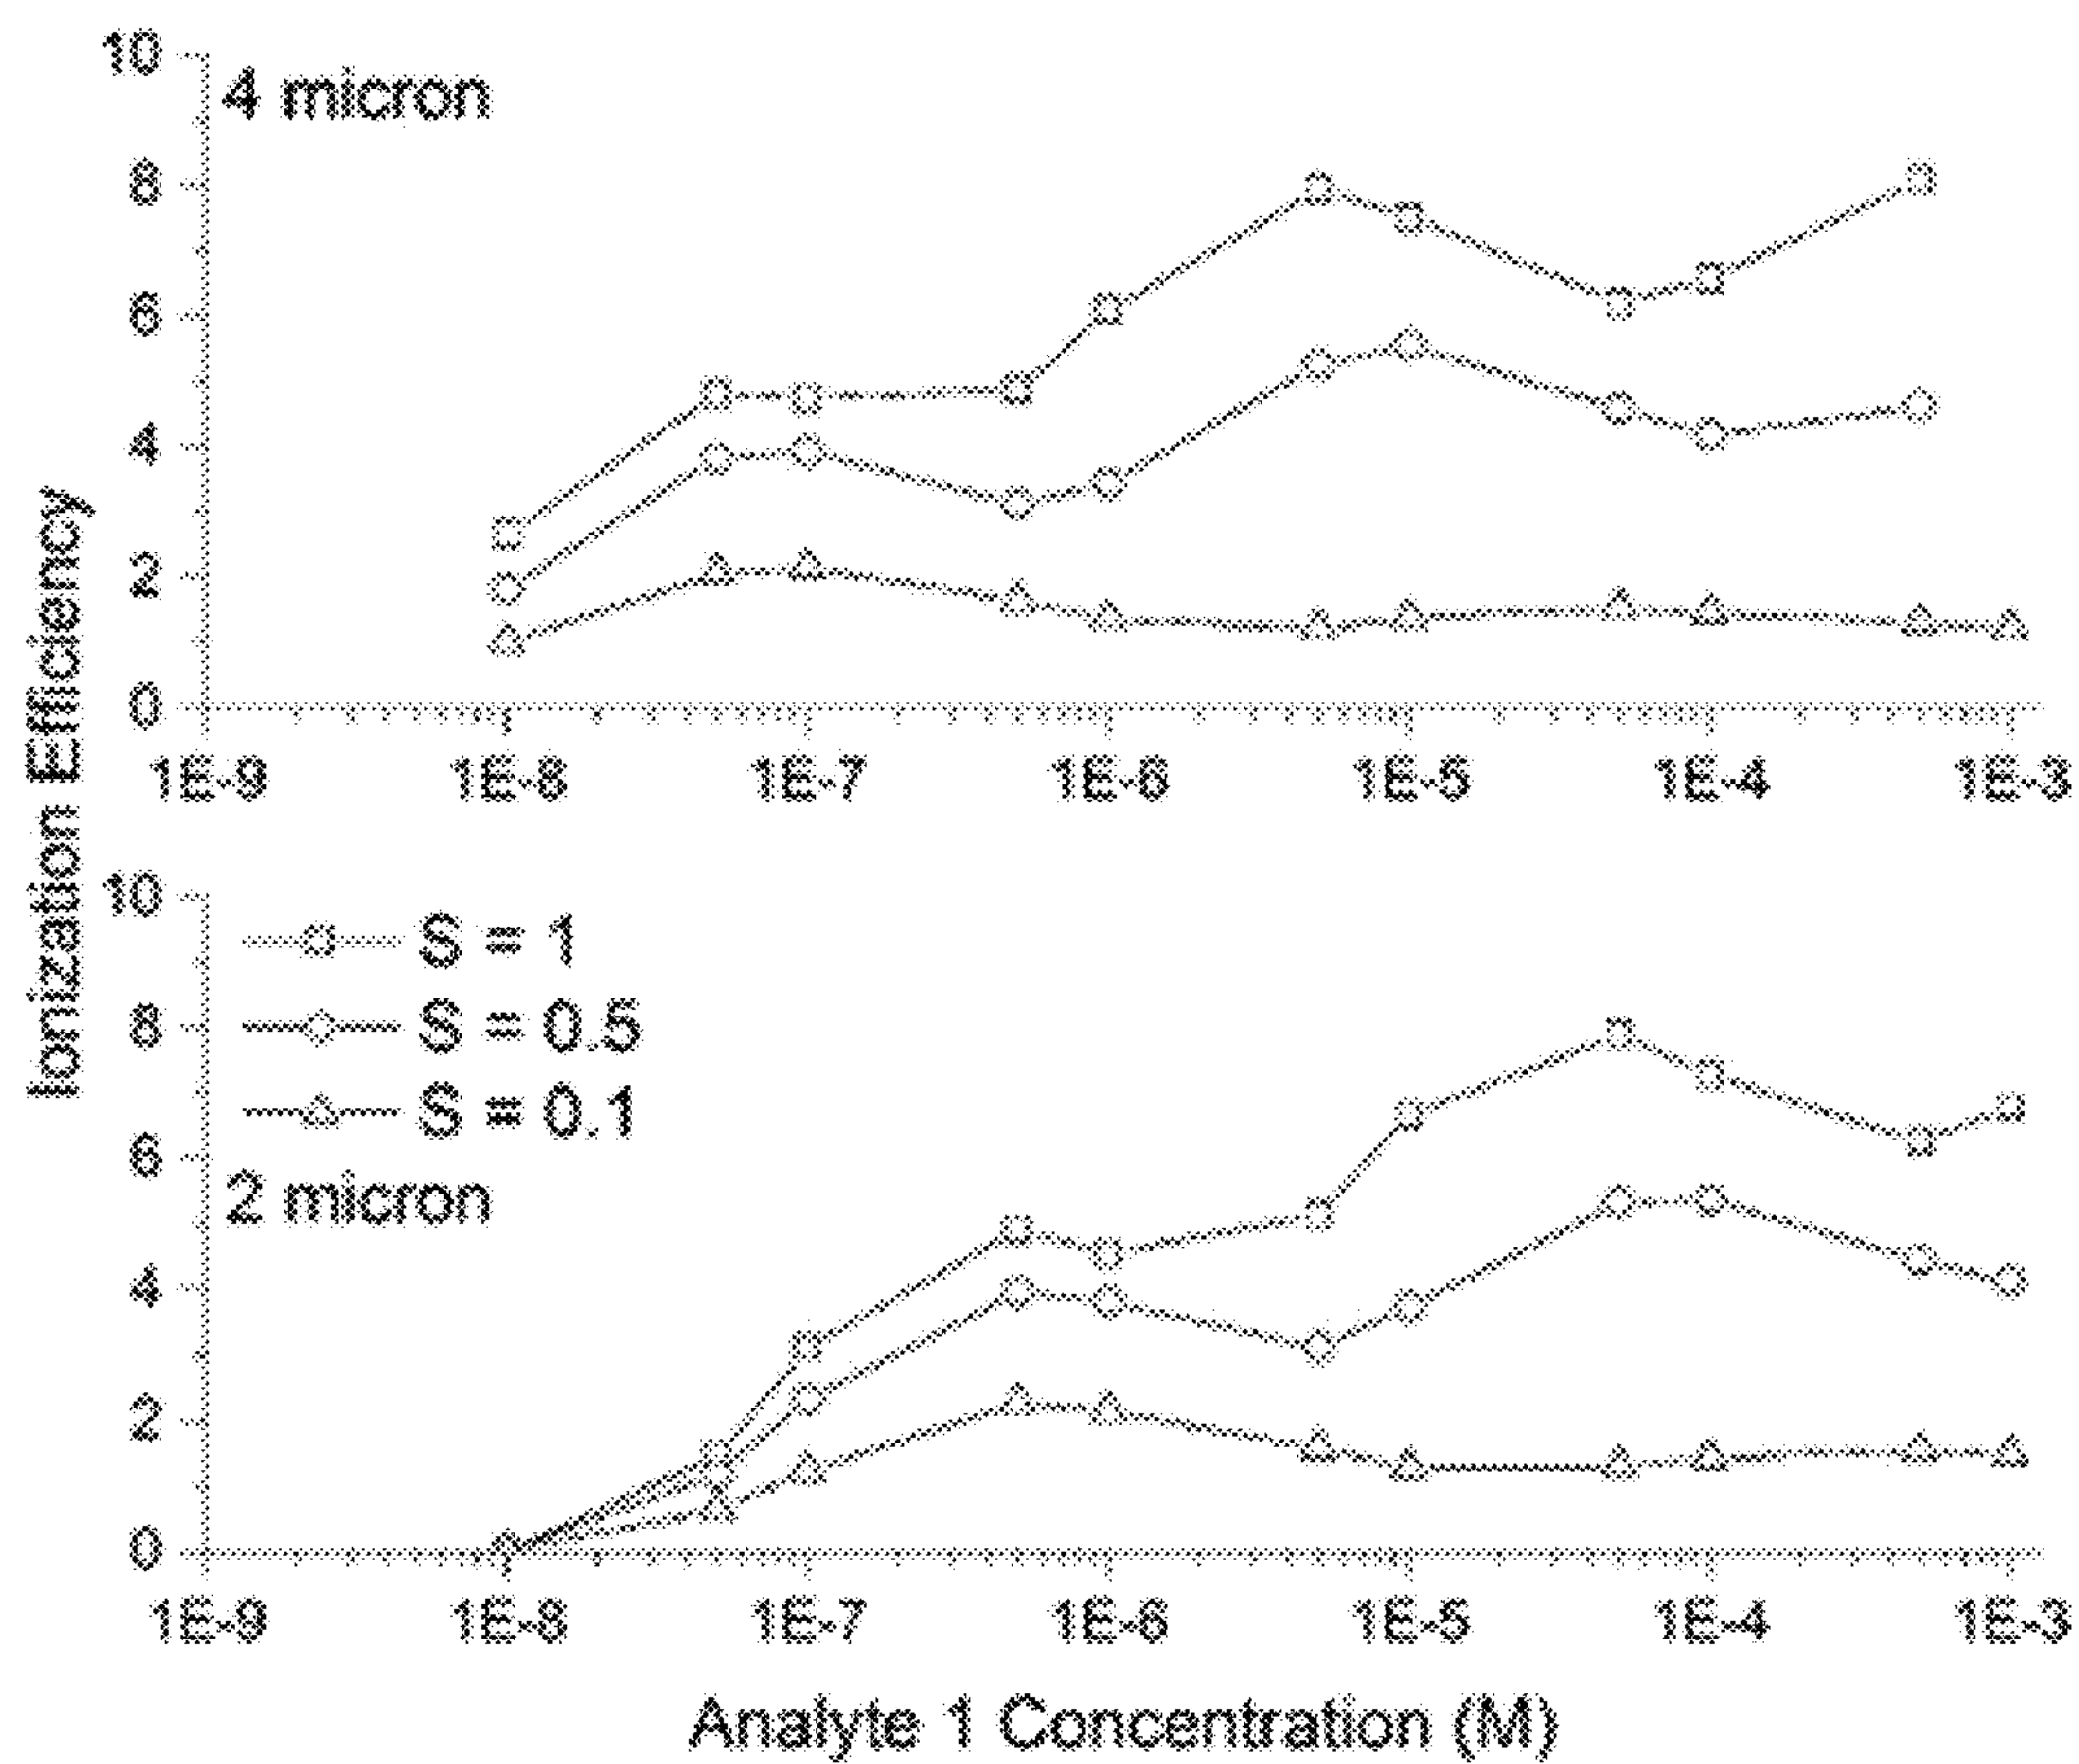 10
4 micron
8
6
4
2
0
1E-9 1E-8 1E-7 1E-6 1E-5 1E-4 1E-3
Ionization Efficiency
10
S = 1
8
S = 0.5
S = 0.1
6
2 micron
4
2
0
1E-9 1E-8 1E-7 1E-6 1E-5 1E-4 1E-3
Analyte 1 Concentration (M)